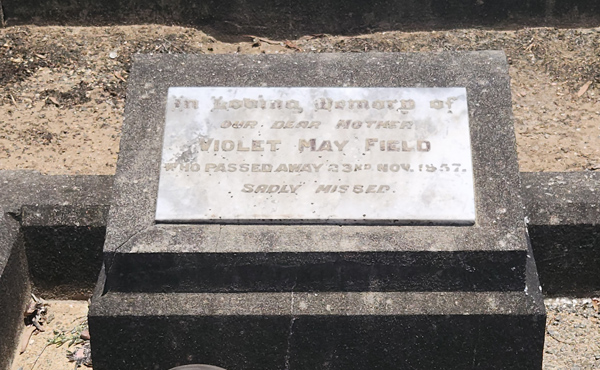 In Loving Memory of
OUR DEAR MOTHER
VIOLET MAY FIELD
WHO PASSED AWAY 23RD NOV. 1957.
SADLY MISSED.